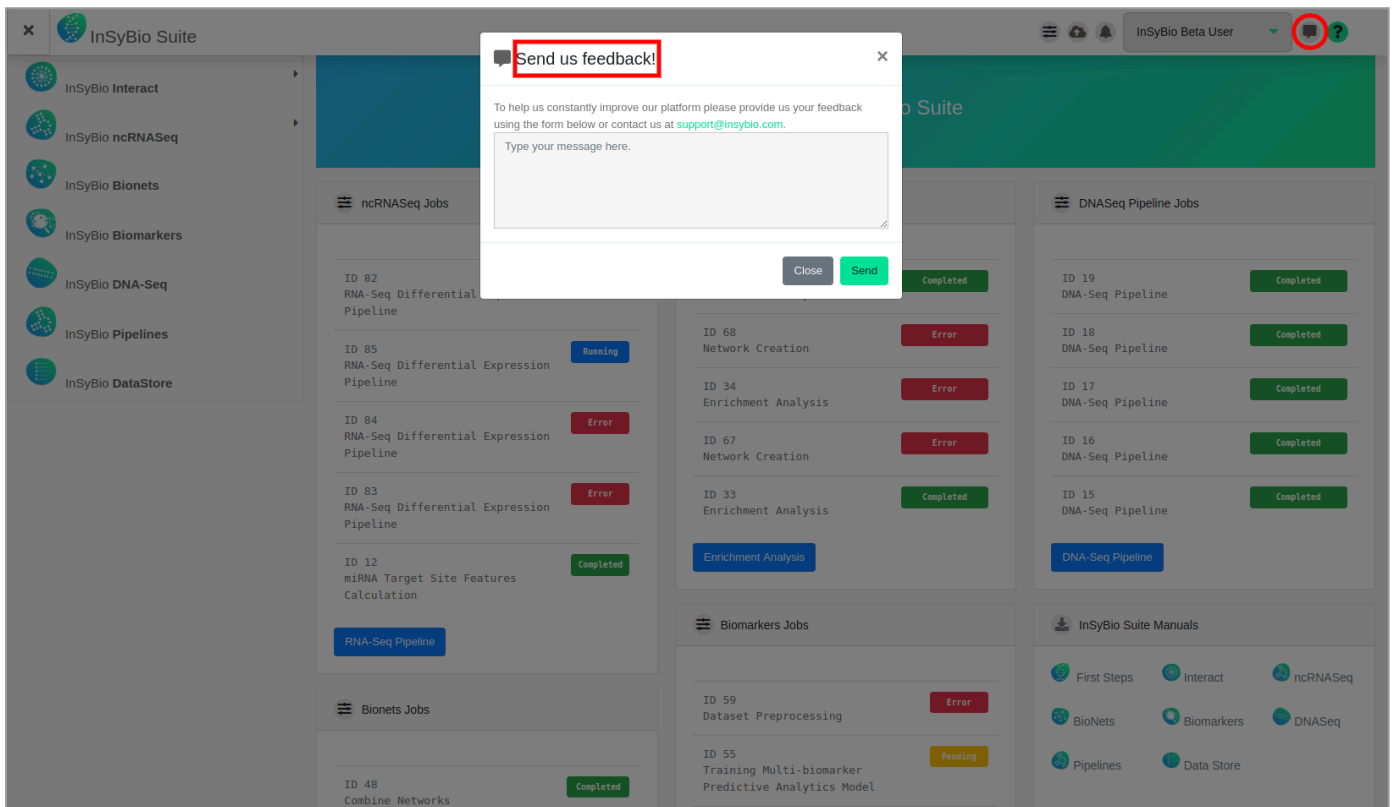 InSyBio Suite
InSyBio Beta User
?
Send us feedback!
To help us constantly improve our platform please provide us your feedback
using the form below or contact us at support@insybio.com.
Type your message here.
Close
Send
InSyBio Interact
InSyBio ncRNASeq
InSyBio Bionets
InSyBio Biomarkers
InSyBio DNA-Seq
InSyBio Pipelines
InSyBio DataStore
Suite
ncRNASeq Jobs
ID 82
RNA-Seq Differential
Pipeline
ID 85
RNA-Seq Differential Expression
Pipeline
Running
ID 84
RNA-Seq Differential Expression
Pipeline
Error
ID 83
RNA-Seq Differential Expression
Pipeline
Error
ID 12
miRNA Target Site Features
Calculation
Completed
RNA-Seq Pipeline
Bionets Jobs
ID 48
Combine Networks
Completed
Completed
ID 68
Network Creation
Error
ID 34
Enrichment Analysis
Error
ID 67
Network Creation
Error
ID 33
Enrichment Analysis
Completed
Enrichment Analysis
Biomarkers Jobs
ID 59
Dataset Preprocessing
Error
ID 55
Training Multi-biomarker
Predictive Analytics Model
Pending
DNASeq Pipeline Jobs
ID 19
DNA-Seq Pipeline
Completed
ID 18
DNA-Seq Pipeline
Completed
ID 17
DNA-Seq Pipeline
Completed
ID 16
DNA-Seq Pipeline
Completed
ID 15
DNA-Seq Pipeline
Completed
DNA-Seq Pipeline
InSyBio Suite Manuals
First Steps
Interact
ncRNASeq
BioNets
Biomarkers
DNASeq
Pipelines
Data Store